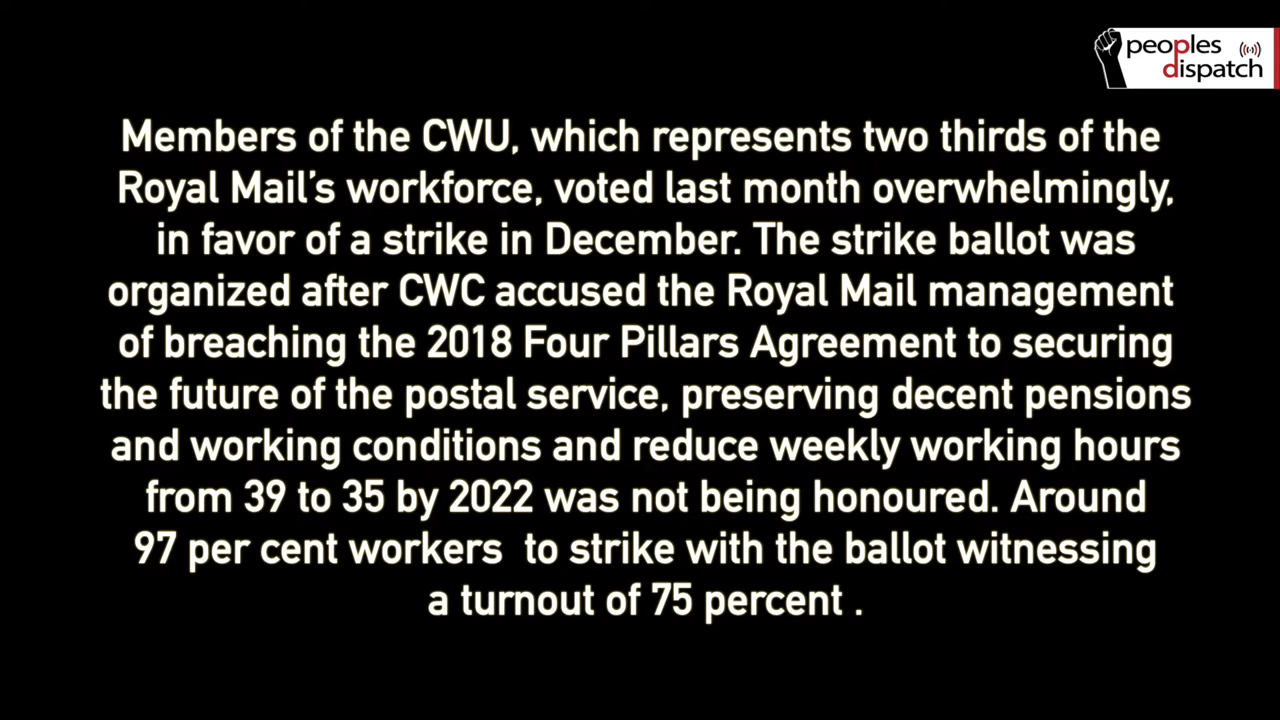 peoples
dispatch
Members of the CWU, which represents two thirds of the
Royal Mail's workforce, voted last month overwhelmingly,
in favor of a strike in December. The strike ballot was
organized after CWC accused the Royal Mail management
of breaching the 2018 Four Pillars Agreement to securing
the future of the postal service, preserving decent pensions
and working conditions and reduce weekly working hours
from 39 to 35 by 2022 was not being honoured. Around
97 per cent workers  to strike with the ballot witnessing
a turnout of 75 percent .